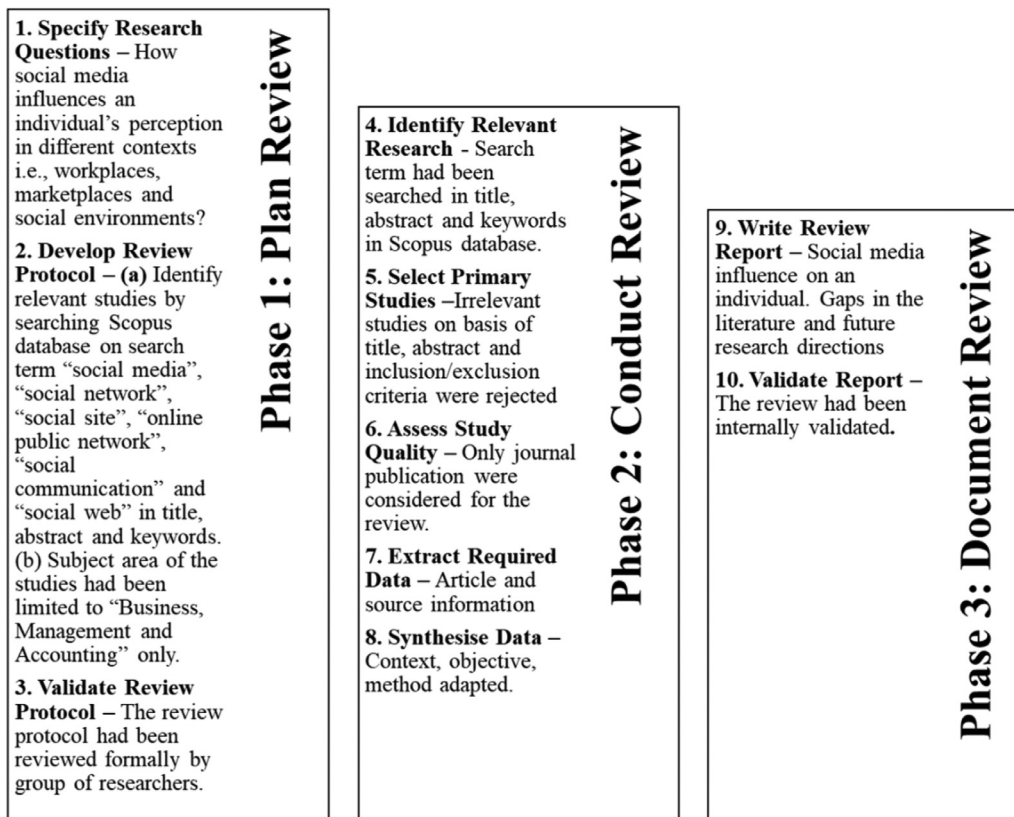 1. Specify Research
Questions – How
social media
influences an
individual’s perception
in different contexts
i.e., workplaces,
marketplaces and
social environments?
2. Develop Review
Protocol – (a) Identify
relevant studies by
searching Scopus
database on search
term “social media”,
“social network”,
“social site”, “online
public network”,
“social
communication” and
“social web” in title,
abstract and keywords.
(b) Subject area of the
studies had been
limited to “Business,
Management and
Accounting” only.
3. Validate Review
Protocol – The review
protocol had been
reviewed formally by
group of researchers.
Phase 1: Plan Review
4. Identify Relevant
Research - Search
term had been
searched in title,
abstract and keywords
in Scopus database.
5. Select Primary
Studies –Irrelevant
studies on basis of
title, abstract and
inclusion/exclusion
criteria were rejected
6. Assess Study
Quality – Only journal
publication were
considered for the
review.
7. Extract Required
Data – Article and
source information
8. Synthesise Data –
Context, objective,
method adapted.
Phase 2: Conduct Review
9. Write Review
Report – Social media
influence on an
individual. Gaps in the
literature and future
research directions
10. Validate Report –
The review had been
internally validated.
Phase 3: Document Review